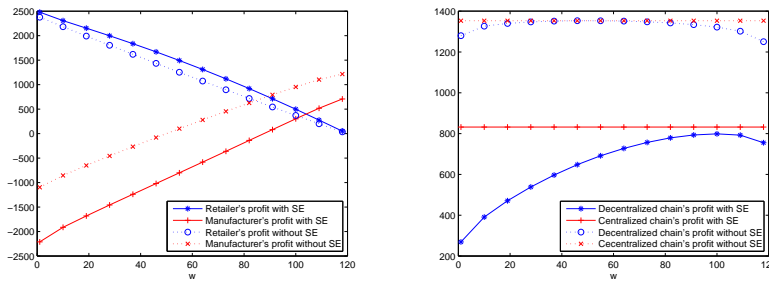 2500
2000
1500
1000
500
0
−500
−1000
−1500
−2000
−2500
0 20 40 60 80 100 120
w
Retailer's profit with SE
Manufacturer's profit with SE
Retailer's profit without SE
Manufacturer's profit without SE
1400
1200
1000
800
600
400
200
0 20 40 60 80 100 120
w
Decentralized chain's profit with SE
Centralized chain's profit with SE
Decentralized chain's profit without SE
Cecentralized chain's profit without SE